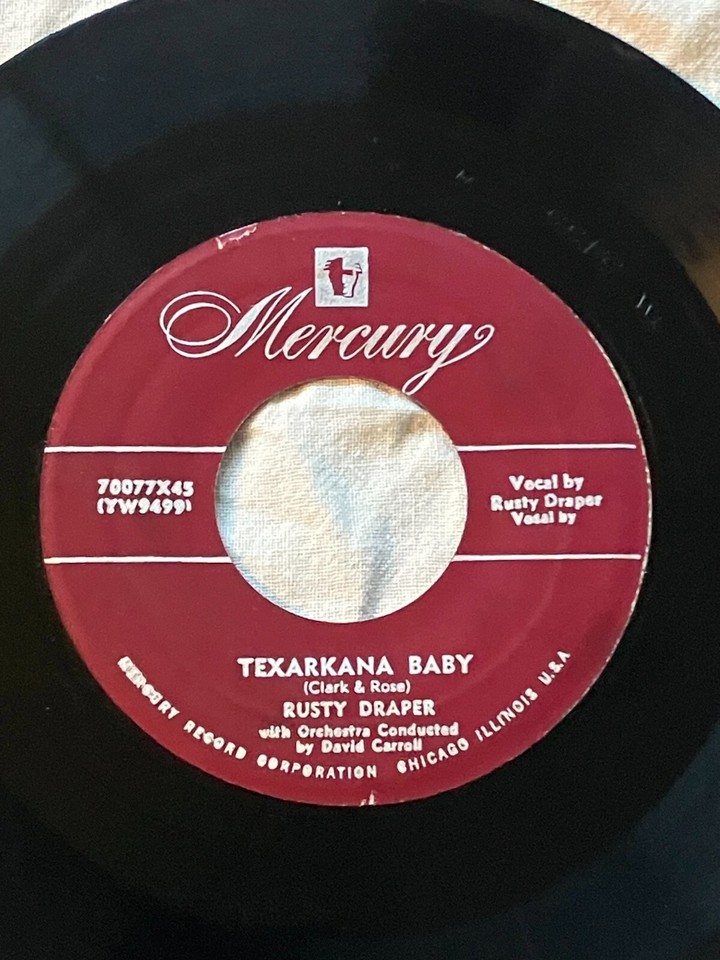 Mercury
70077X45
(YW9499)
Vocal by
Rusty Draper
Vocal by
TEXARKANA BABY
(Clark & Rose)
RUSTY DRAPER
with Orchestra Conducted
by David Carroll
MERCURY RECORD CORPORATION CHICAGO ILLINOIS U.S.A